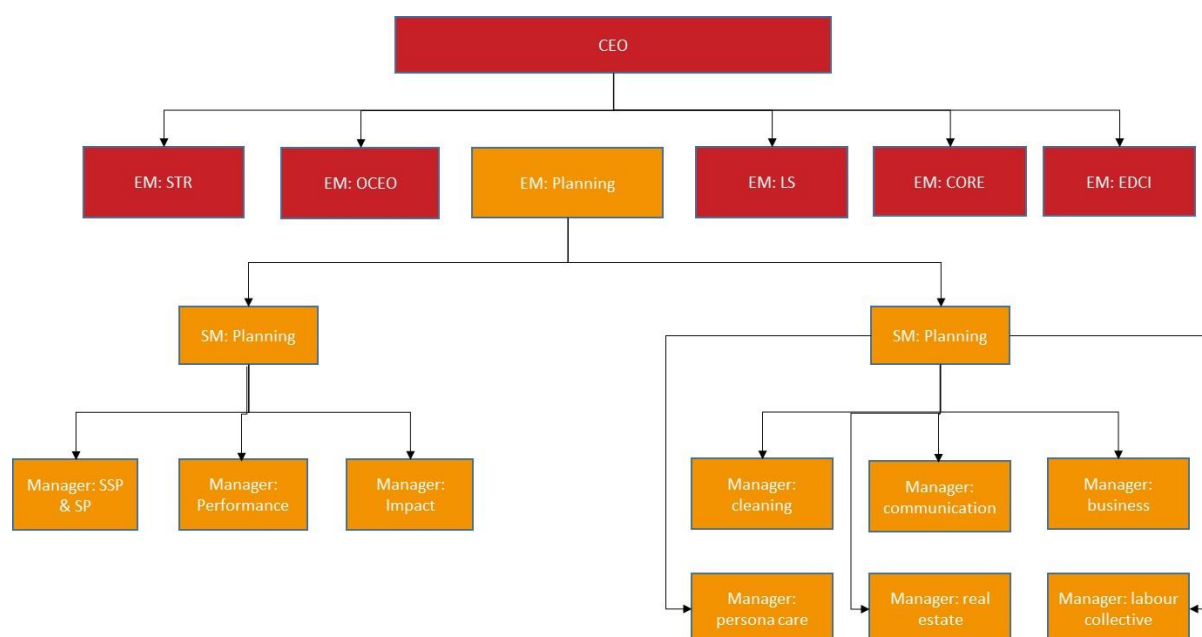 CEO
EM: STR
EM: OCEO
EM: Planning
EM: LS
EM: CORE
EM: EDCI
SM: Planning
SM: Planning
Manager: SSP
& SP
Manager:
Performance
Manager:
Impact
Manager:
cleaning
Manager:
communication
Manager:
business
Manager:
persona care
Manager: real
estate
Manager: labour
collective